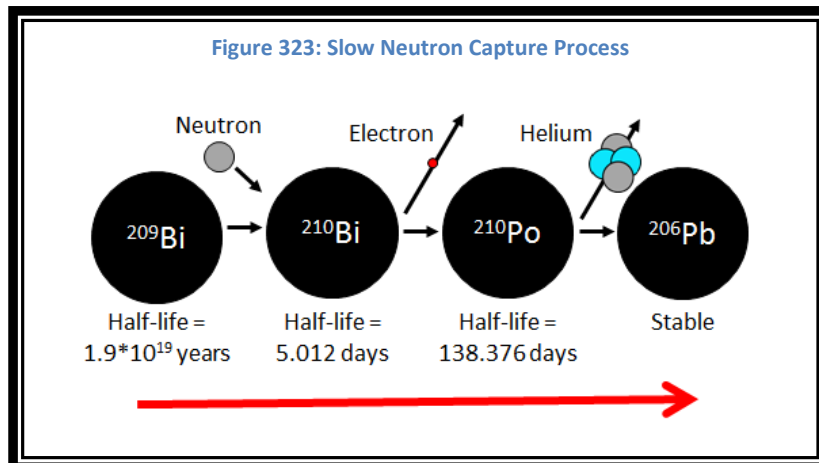 Figure 323: Slow Neutron Capture Process
Neutron
Electron
Helium
²⁰⁹Bi
²¹⁰Bi
²¹⁰Po
²⁰⁶Pb
Half-life =
1.9*10¹⁹ years
Half-life =
5.012 days
Half-life =
138.376 days
Stable